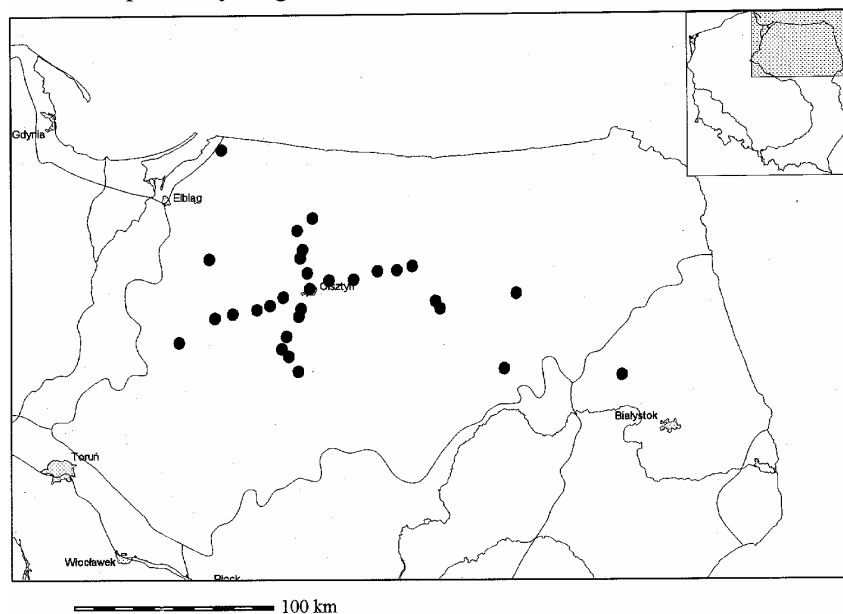 Gdynia
Elbląg
Olsztyn
Białystok
Toruń
Włocławek
100 km